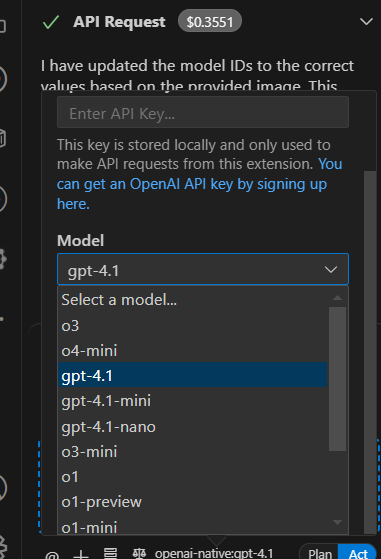 API Request $0.3551
I have updated the model IDs to the correct
values based on the provided image. This
Enter API Key...
This key is stored locally and only used to
make API requests from this extension. You
can get an OpenAI API key by signing up
here.
Model
gpt-4.1
Select a model...
o3
o4-mini
gpt-4.1
gpt-4.1-mini
gpt-4.1-nano
o3-mini
o1
o1-preview
o1-mini
@ + openai-native:gpt-4.1 Plan Act